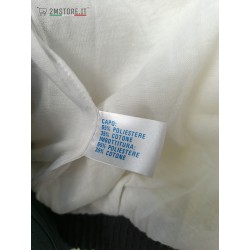 2MSTORE.IT
CAPO:
65% POLIESTERE
35% COTONE
IMBOTTITURA:
65% POLIESTERE
35% COTONE